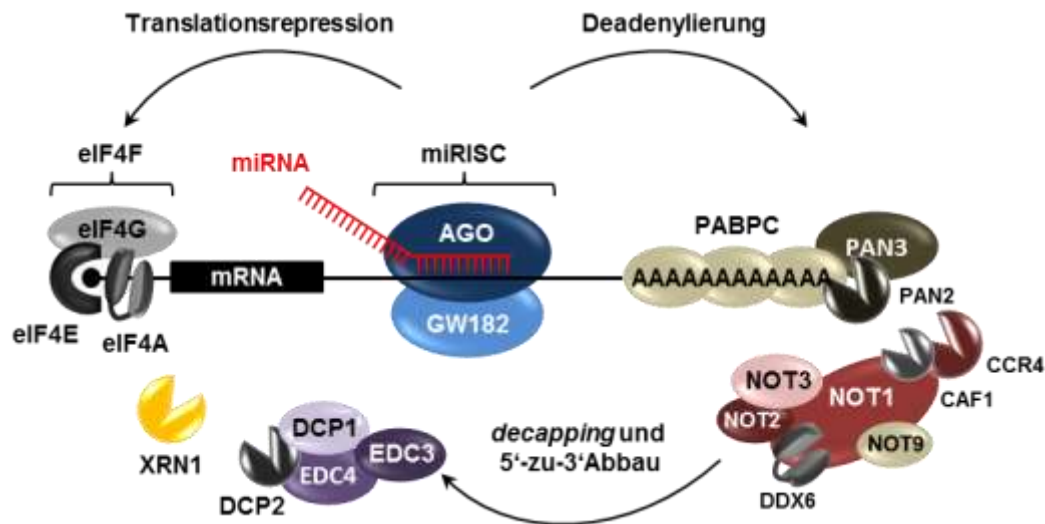 Translationsrepression
Deadenylierung
eIF4F
miRNA
miRISC
eIF4G
AGO
PABPC
PAN3
mRNA
AAAAAAAAAAAA
PAN2
eIF4E
eIF4A
GW182
CCR4
NOT3
NOT1
CAF1
NOT2
NOT9
DCP1
decapping und
5‘-zu-3‘Abbau
XRN1
EDC3
EDC4
DDX6
DCP2